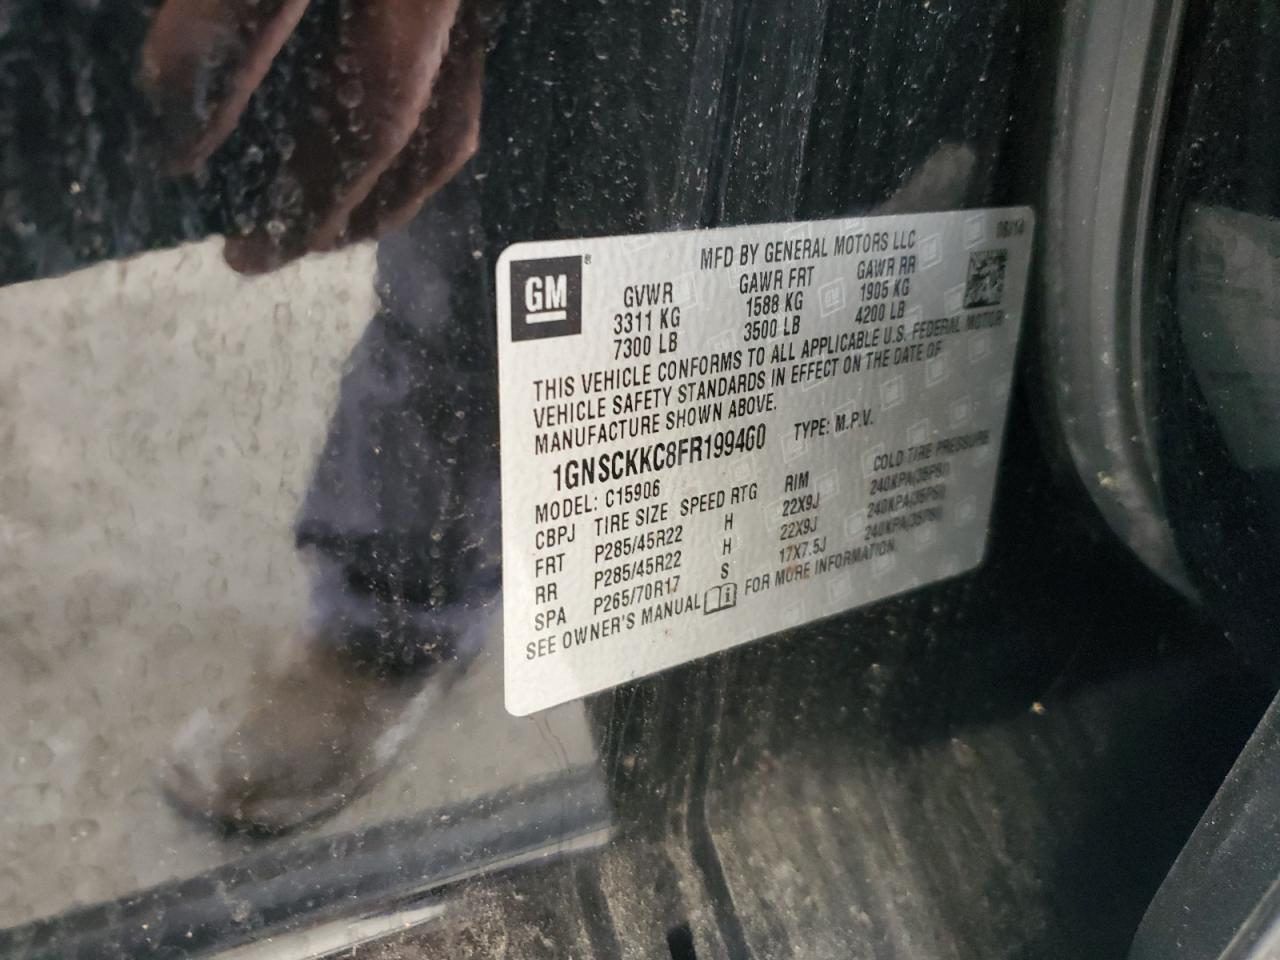 MFD BY GENERAL MOTORS LLC 08/14
GM ®
GVWR GAWR FRT GAWR RR
3311 KG 1588 KG 1905 KG
7300 LB 3500 LB 4200 LB
THIS VEHICLE CONFORMS TO ALL APPLICABLE U.S. FEDERAL MOTOR
VEHICLE SAFETY STANDARDS IN EFFECT ON THE DATE OF
MANUFACTURE SHOWN ABOVE.
1GNSCKKC8FR199460 TYPE: M.P.V.
MODEL: C15906
CBPJ TIRE SIZE SPEED RTG RIM COLD TIRE PRESSURE
FRT P285/45R22 H 22X9J 240KPA(35PSI)
RR P285/45R22 H 22X9J 240KPA(35PSI)
SPA P265/70R17 S 17X7.5J 240KPA(35PSI)
SEE OWNER'S MANUAL FOR MORE INFORMATION